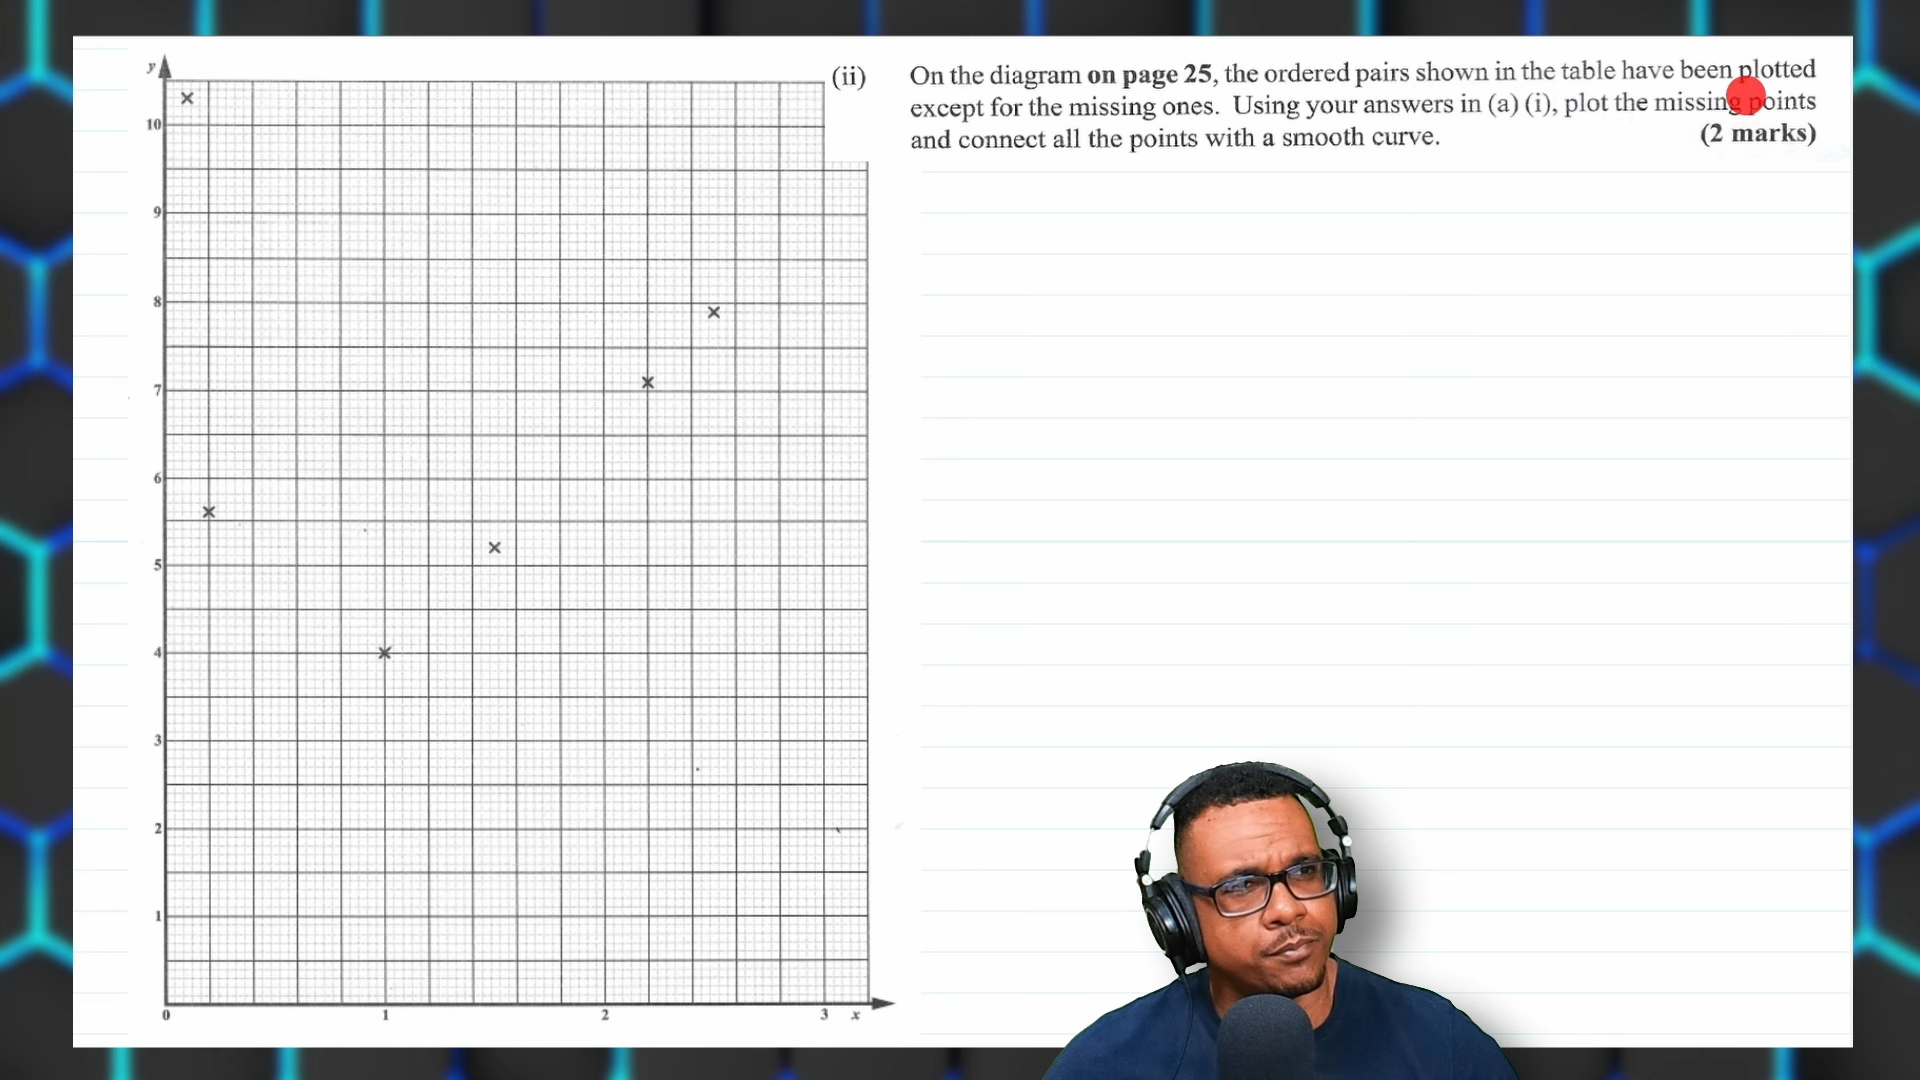 (ii) On the diagram on page 25, the ordered pairs shown in the table have been plotted
except for the missing ones. Using your answers in (a) (i), plot the missing points
and connect all the points with a smooth curve.
(2 marks)
y
10
9
8
7
6
5
4
3
2
1
0 1 2 3 x